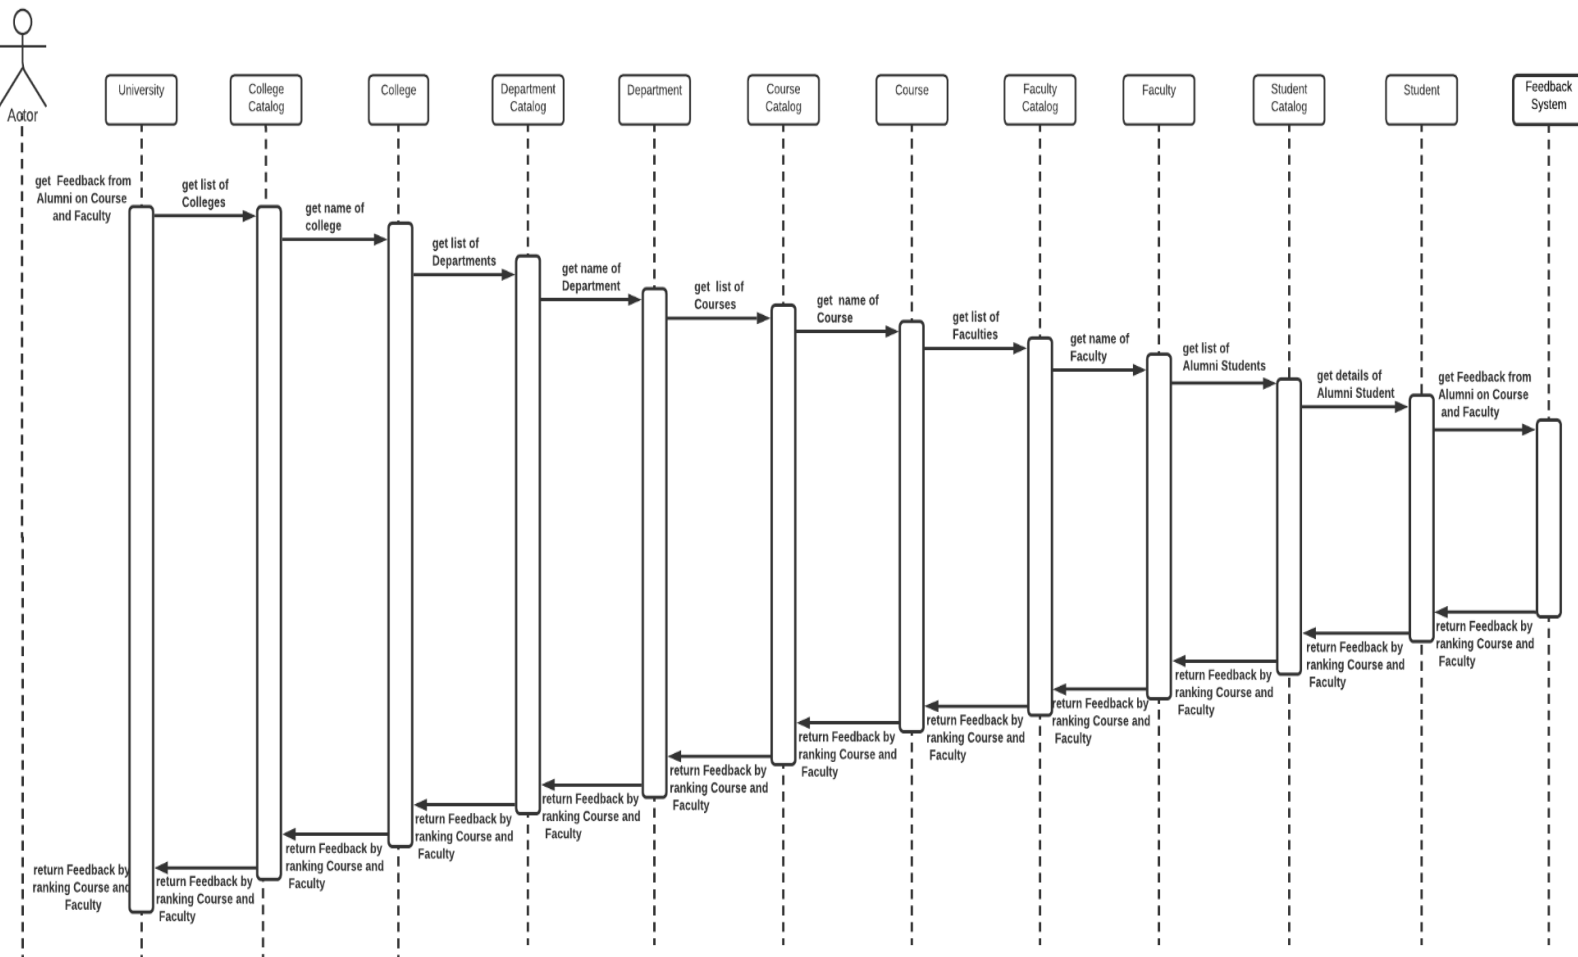 Actor
University
College
Catalog
College
Department
Catalog
Department
Course
Catalog
Course
Faculty
Catalog
Faculty
Student
Catalog
Student
Feedback
System
get Feedback from
Alumni on Course
and Faculty
get list of
Colleges
get name of
college
get list of
Departments
get name of
Department
get list of
Courses
get name of
Course
get list of
Faculties
get name of
Faculty
get list of
Alumni Students
get details of
Alumni Student
get Feedback from
Alumni on Course
and Faculty
return Feedback by
ranking Course and
Faculty
return Feedback by
ranking Course and
Faculty
return Feedback by
ranking Course and
Faculty
return Feedback by
ranking Course and
Faculty
return Feedback by
ranking Course and
Faculty
return Feedback by
ranking Course and
Faculty
return Feedback by
ranking Course and
Faculty
return Feedback by
ranking Course and
Faculty
return Feedback by
ranking Course and
Faculty
return Feedback by
ranking Course and
Faculty
return Feedback by
ranking Course and
Faculty
return Feedback by
ranking Course and
Faculty